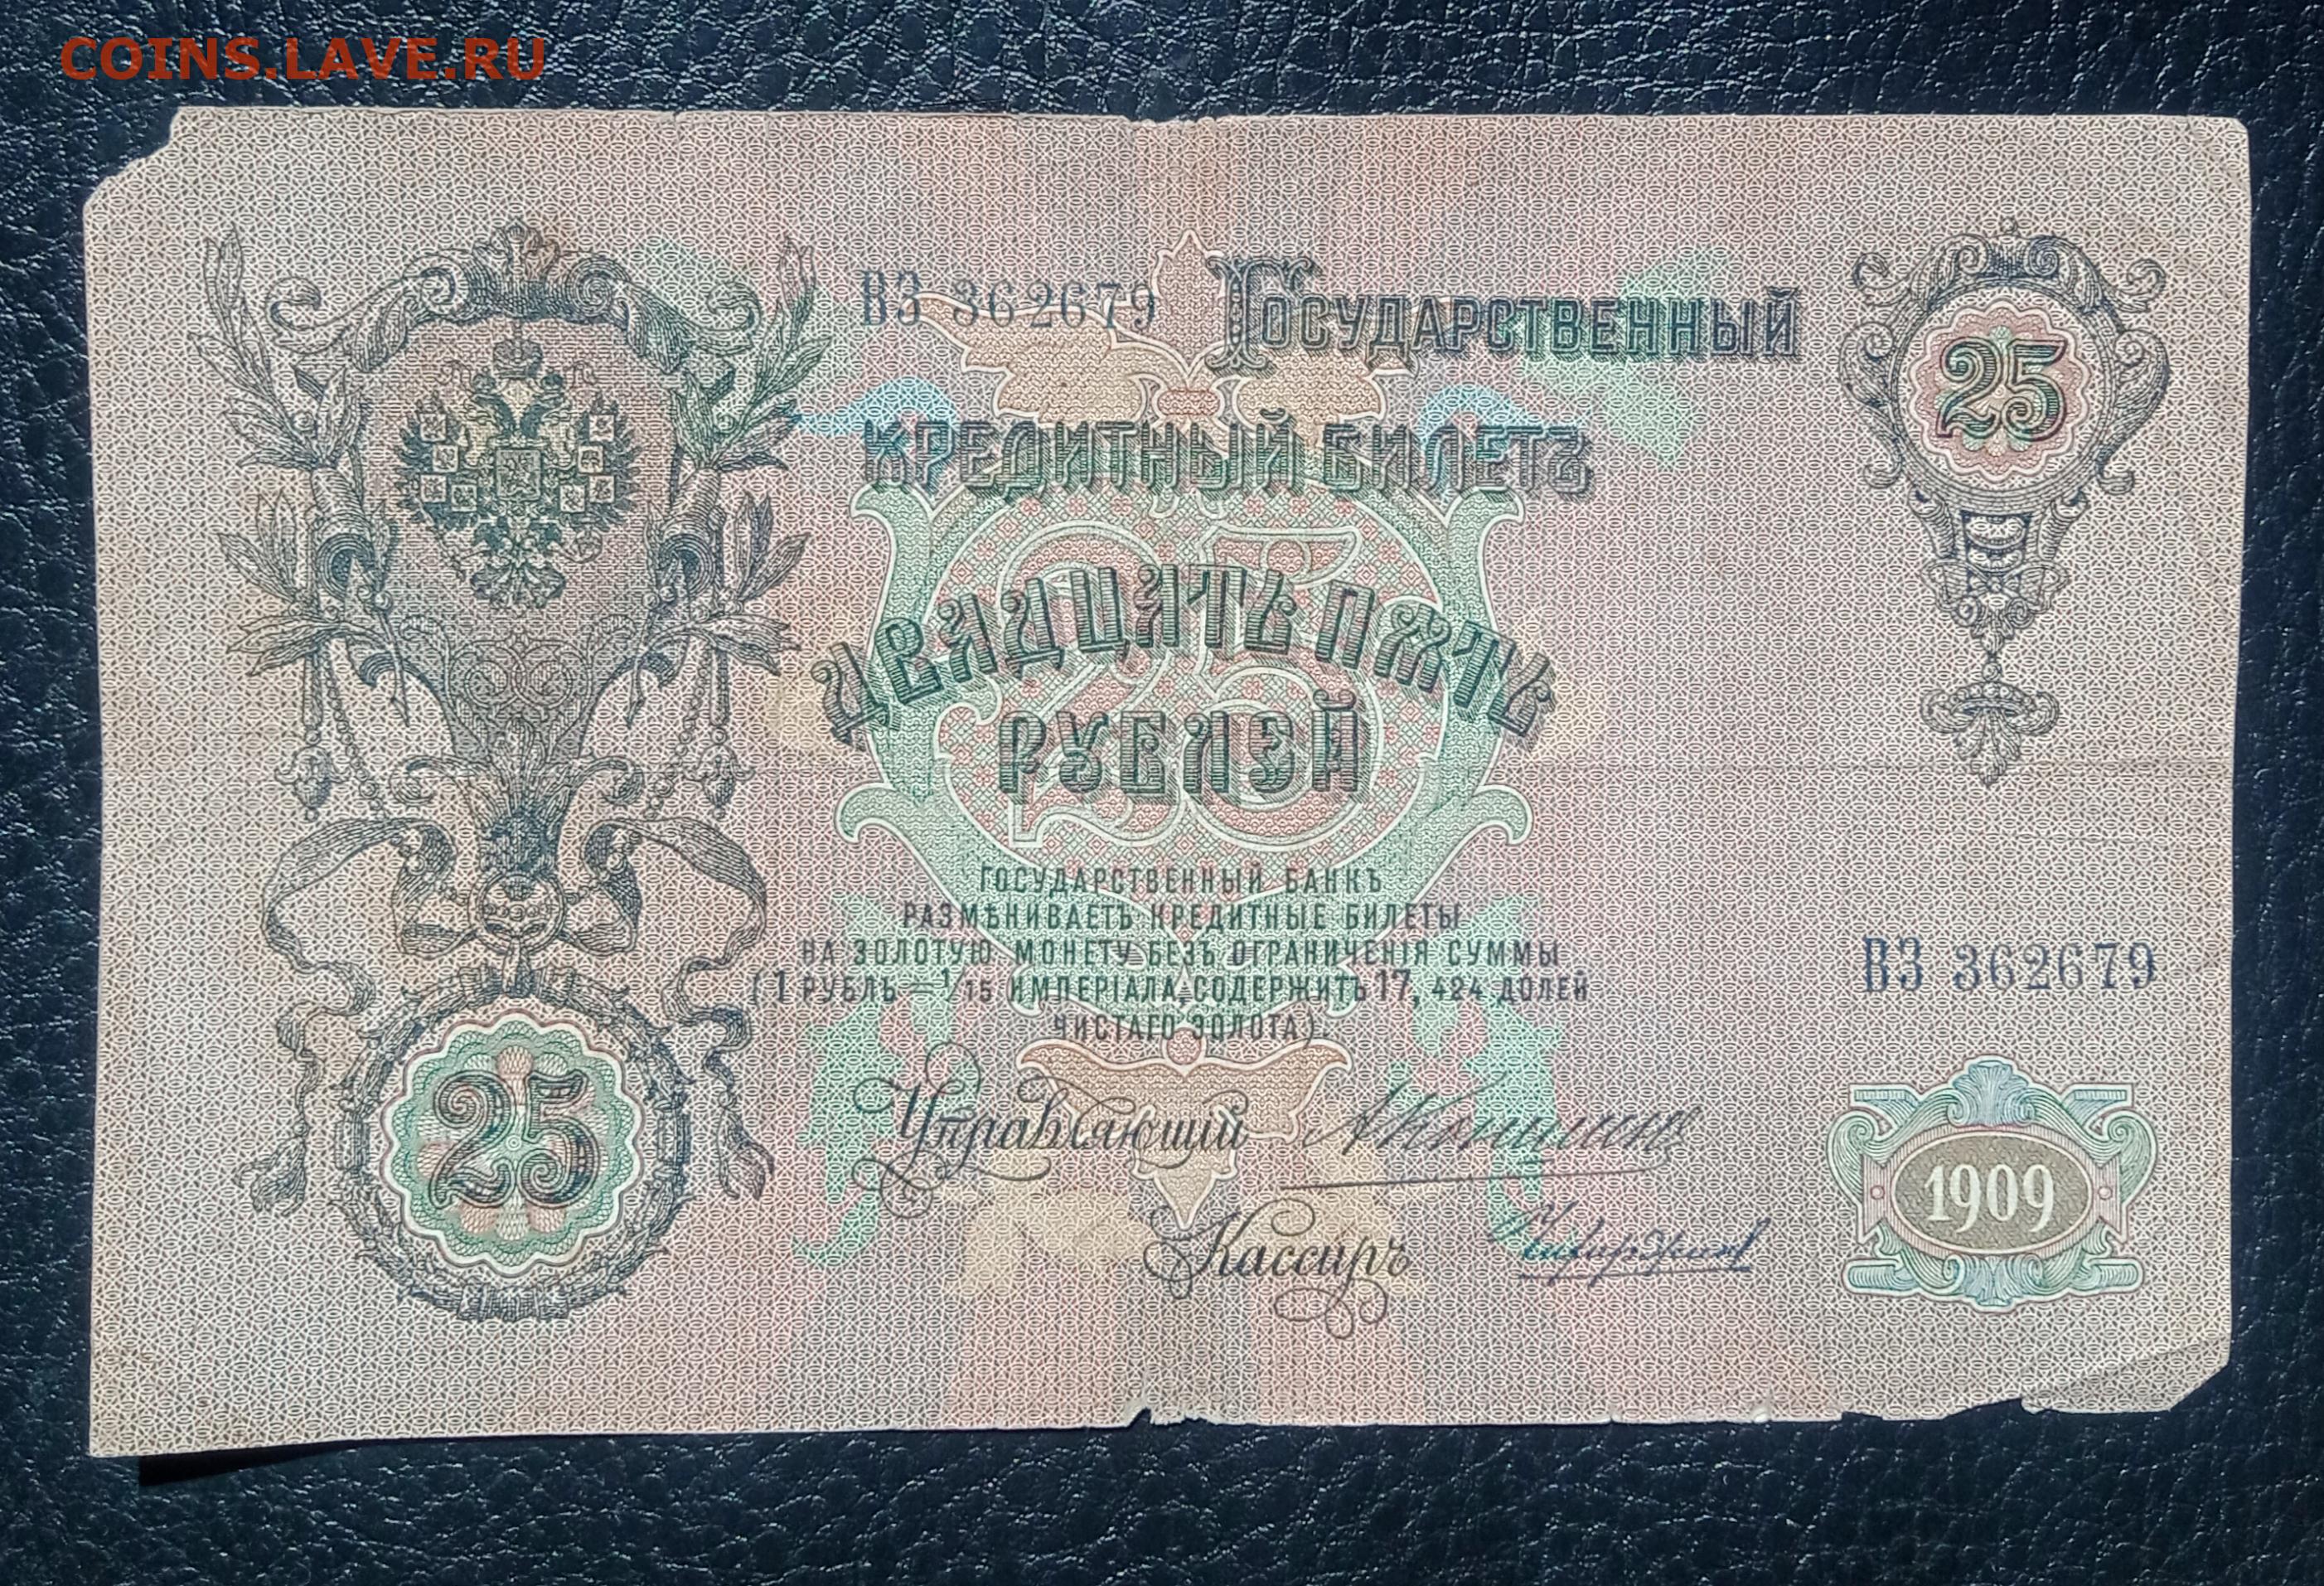 COINS.LAVE.RU
ВЗ 362679
ГОСУДАРСТВЕННЫЙ
25
КРЕДИТНЫЙ БИЛЕТЪ
ДВАДЦАТЬ ПЯТЬ
РУБЛЕЙ
25
ГОСУДАРСТВЕННЫЙ БАНКЪ
РАЗМѢНИВАЕТЪ КРЕДИТНЫЕ БИЛЕТЫ
НА ЗОЛОТУЮ МОНЕТУ БЕЗЪ ОГРАНИЧЕНІЯ СУММЫ
(1 РУБЛЬ = 1/15 ИМПЕРІАЛА, СОДЕРЖИТЪ 17, 424 ДОЛЕЙ
ЧИСТАГО ЗОЛОТА).
ВЗ 362679
25
Управляющій
Кассиръ
1909